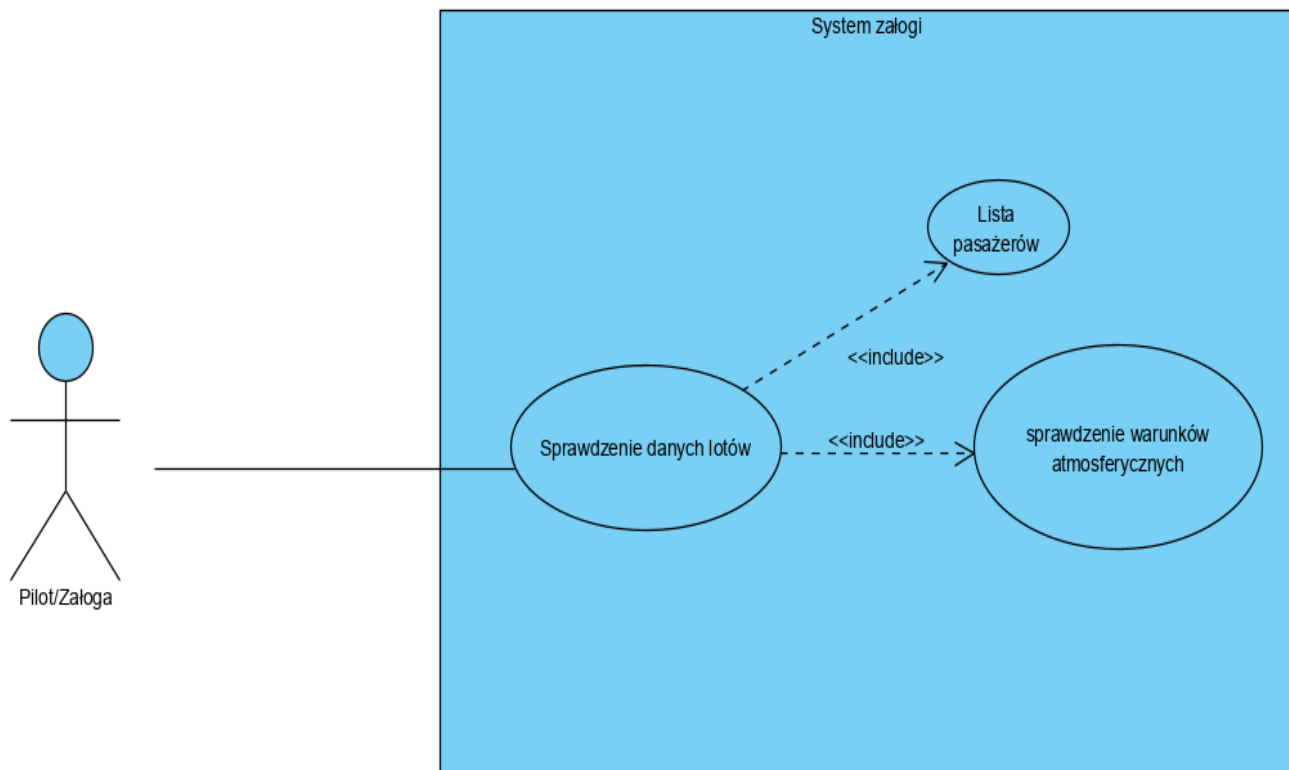 System załogi
Lista
pasażerów
<<include>>
Sprawdzenie danych lotów
<<include>>
sprawdzenie warunków
atmosferycznych
Pilot/Załoga